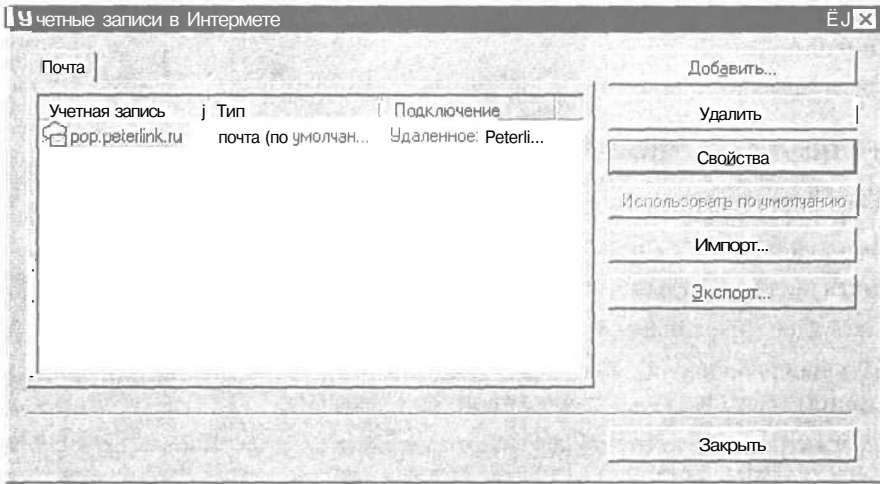 Учетные записи в Интермете
Почта
Добавить...
Учетная запись Тип Подключение
Удалить
pop.peterlink.ru почта (по умолчан... Удаленное: Peterli...
Свойства
Использовать по умолчанию
Импорт...
Экспорт...
Закрыть